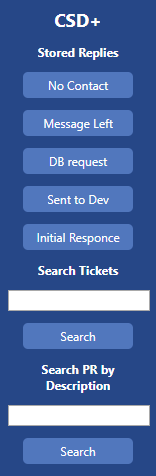 CSD+
Stored Replies
No Contact
Message Left
DB request
Sent to Dev
Initial Responce
Search Tickets
Search
Search PR by
Description
Search